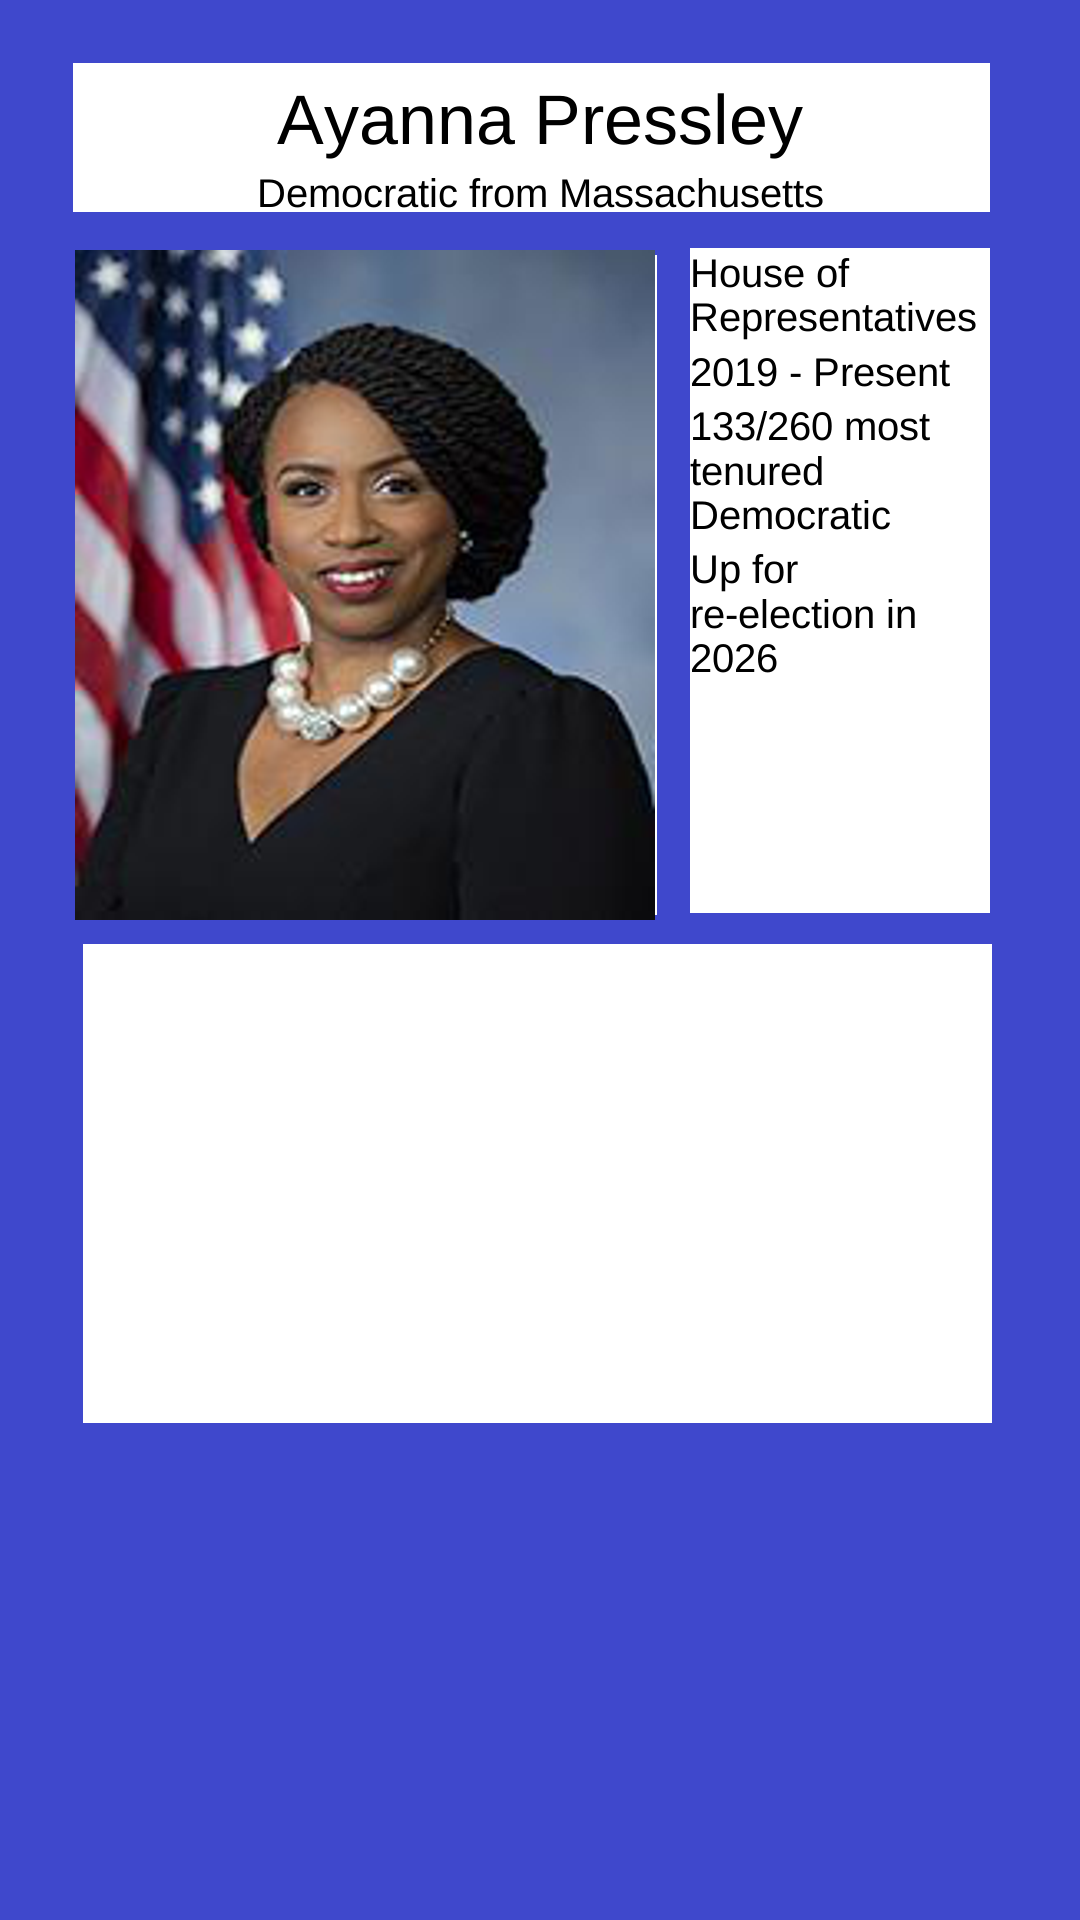 Ayanna Pressley
Democratic from Massachusetts
House of
Representatives
2019 - Present
133/260 most
tenured
Democratic
Up for
re-election in
2026